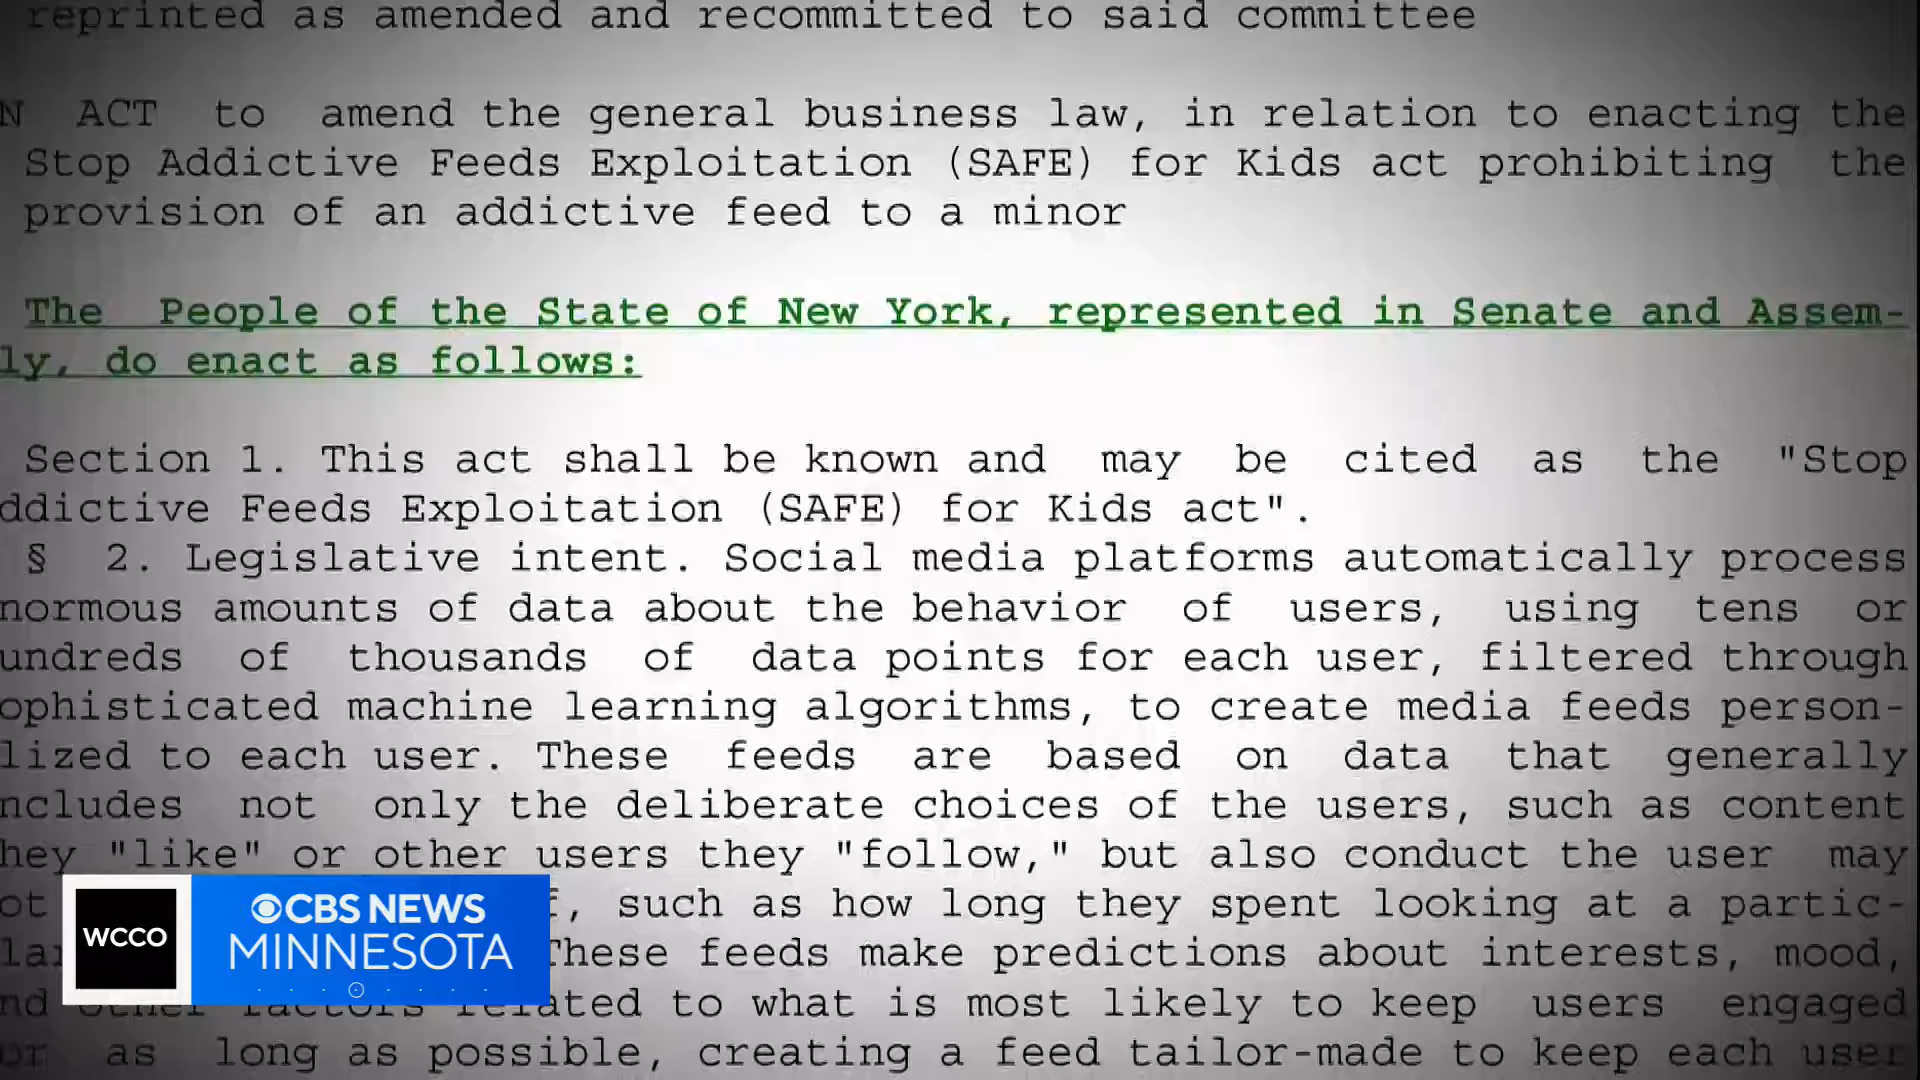 reprinted as amended and recommitted to said committee
N ACT to amend the general business law, in relation to enacting the
Stop Addictive Feeds Exploitation (SAFE) for Kids act prohibiting the
provision of an addictive feed to a minor
The People of the State of New York, represented in Senate and Assem-
ly, do enact as follows:
Section 1. This act shall be known and may be cited as the "Stop
ddictive Feeds Exploitation (SAFE) for Kids act".
§ 2. Legislative intent. Social media platforms automatically process
normous amounts of data about the behavior of users, using tens or
undreds of thousands of data points for each user, filtered through
ophisticated machine learning algorithms, to create media feeds person-
lized to each user. These feeds are based on data that generally
ncludes not only the deliberate choices of the users, such as content
hey "like" or other users they "follow," but also conduct the user may
ot , such as how long they spent looking at a partic-
These feeds make predictions about interests, mood,
nd other factors related to what is most likely to keep users engaged
or as long as possible, creating a feed tailor-made to keep each user
WCCO
CBS NEWS
MINNESOTA